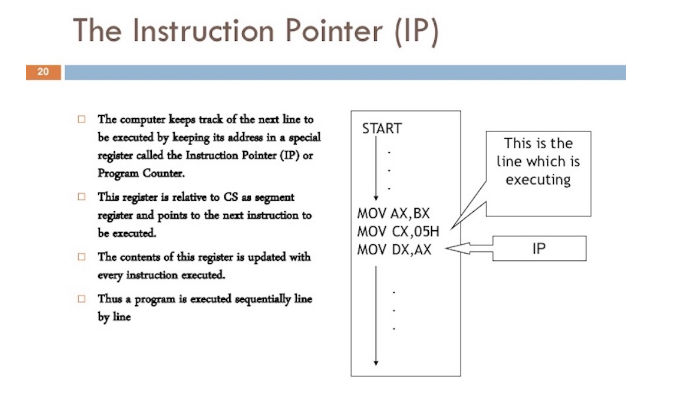 The Instruction Pointer (IP)
20
The computer keeps track of the next line to
be executed by keeping its address in a special
register called the Instruction Pointer (IP) or
Program Counter.
This register is relative to CS as segment
register and points to the next instruction to
be executed.
The contents of this register is updated with
every instruction executed.
Thus a program is executed sequentially line
by line
START
.
.
.
MOV AX,BX
MOV CX,05H
MOV DX,AX
.
.
.
This is the
line which is
executing
IP